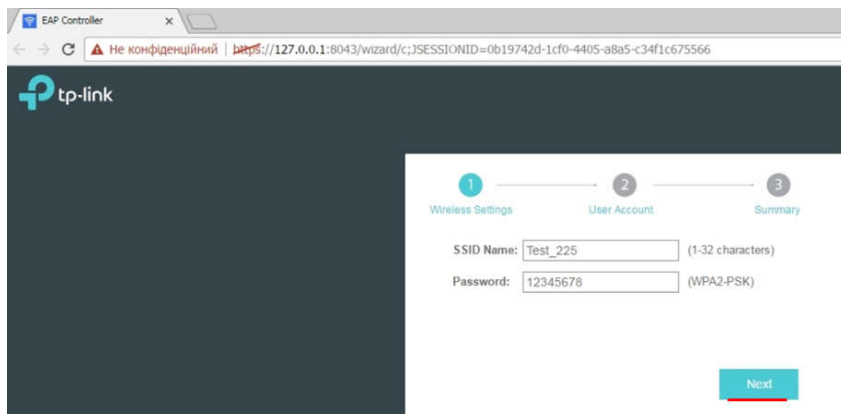 EAP Controller
Не конфіденційний | https://127.0.0.1:8043/wizard/c;JSESSIONID=0b19742d-1cf0-4405-a8a5-c34f1c675566
tp-link
1 2 3
Wireless Settings User Account Summary
SSID Name: Test_225 (1-32 characters)
Password: 12345678 (WPA2-PSK)
Next